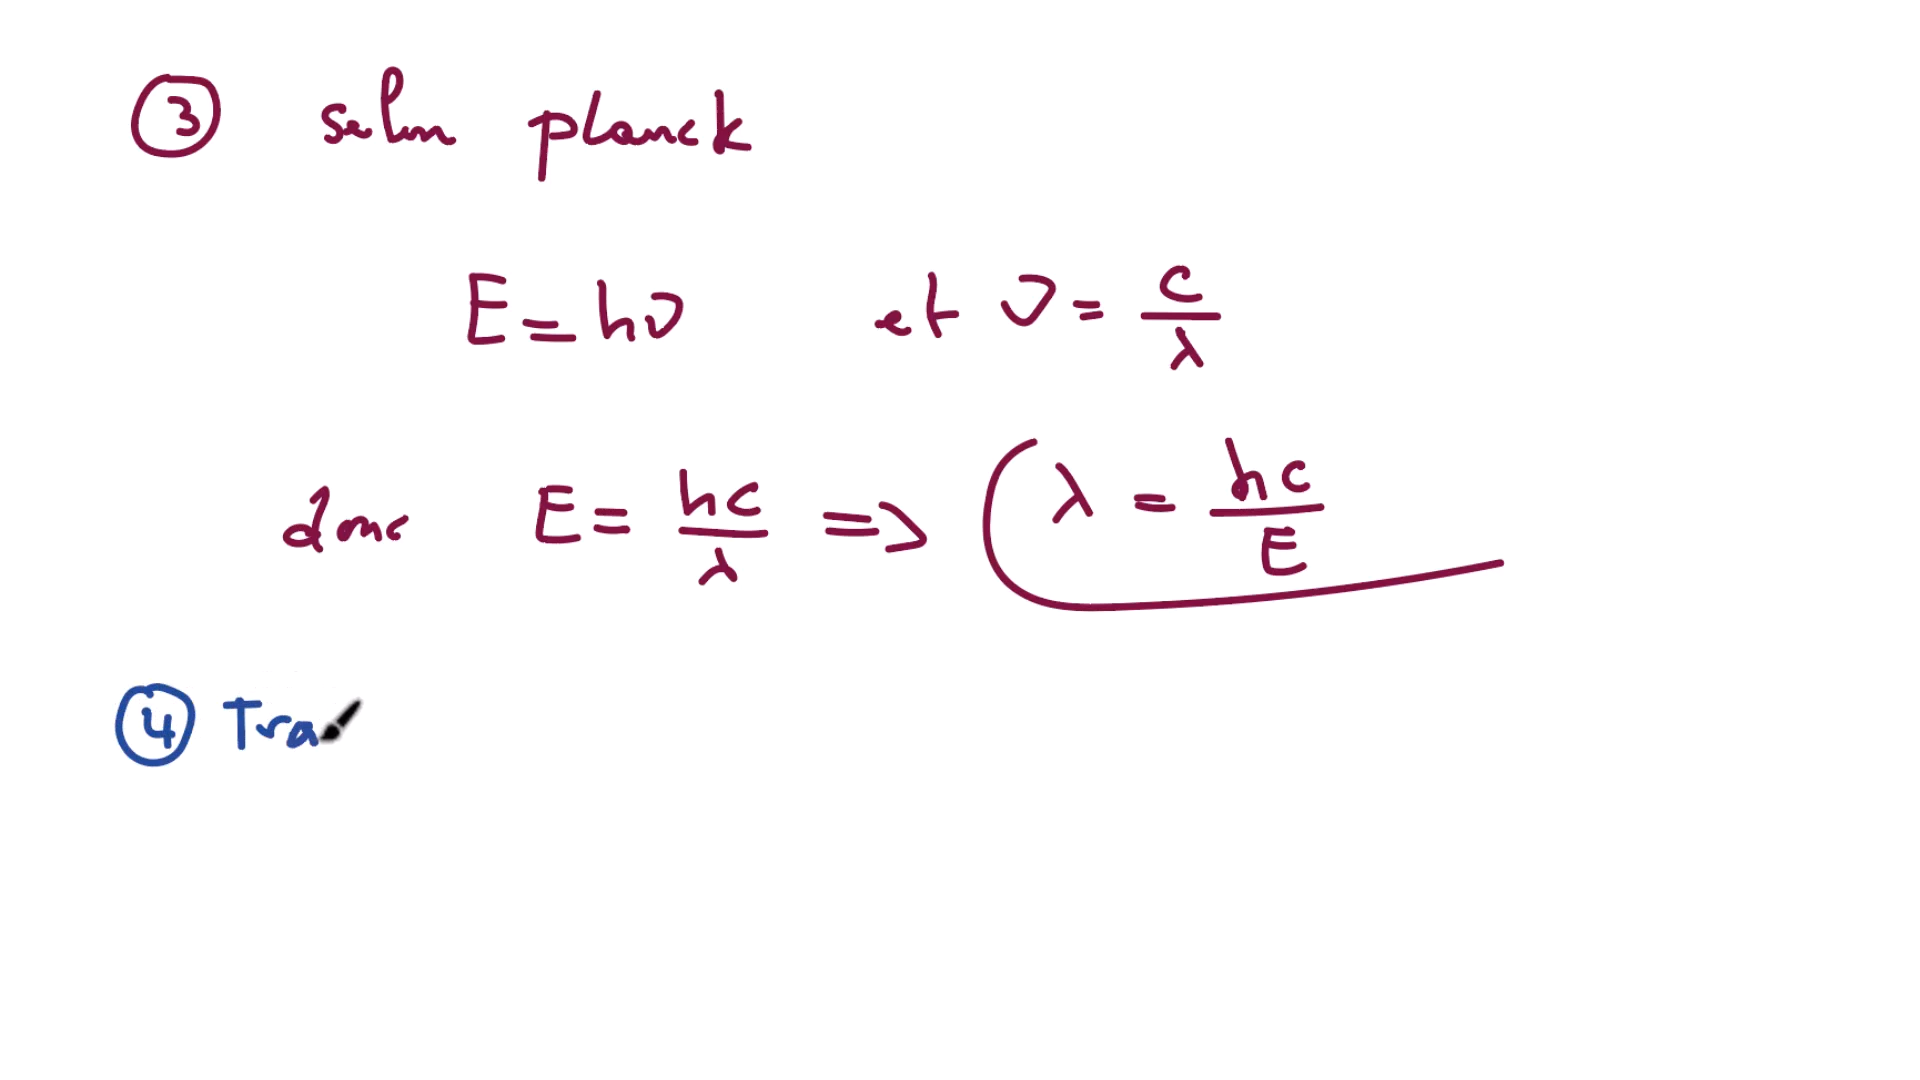 ③ selon planck
E = hν et ν = c/λ
donc E = hc/λ => λ = hc/E
④ Tra